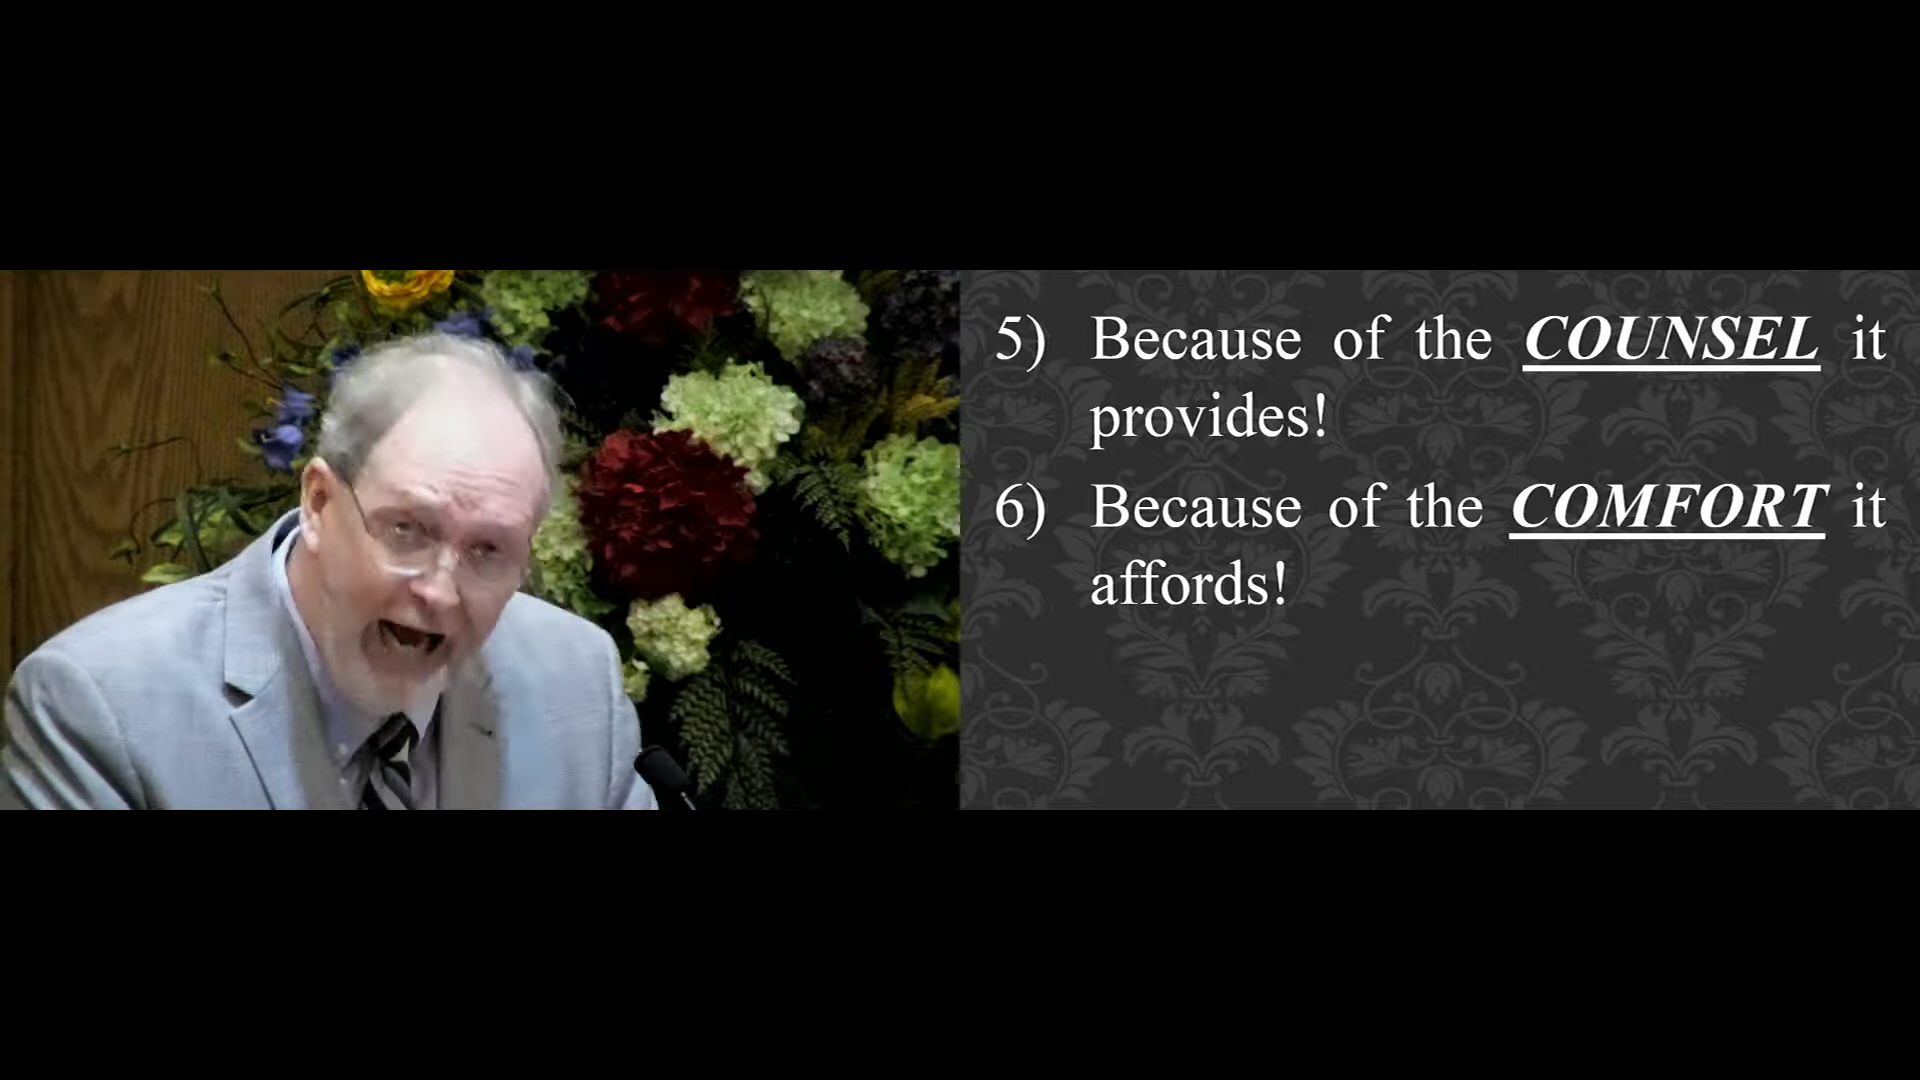 5) Because of the COUNSEL it
provides!
6) Because of the COMFORT it
affords!